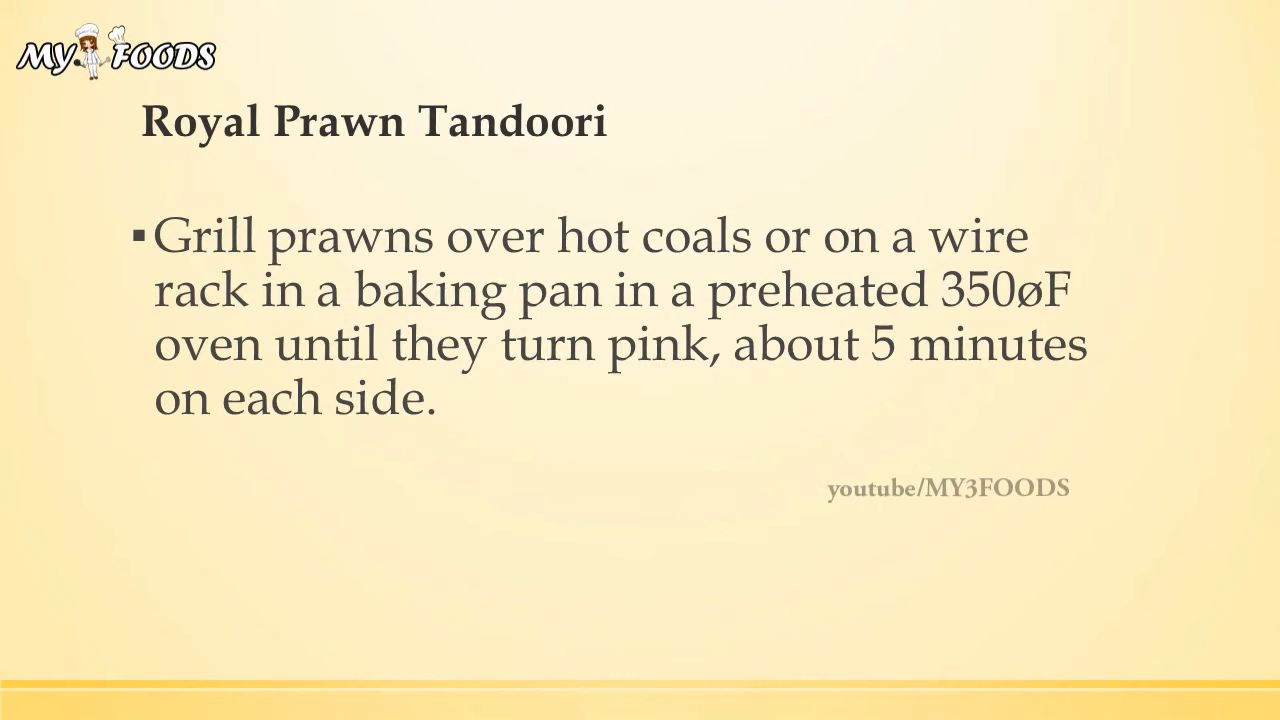 MY FOODS
Royal Prawn Tandoori
▪Grill prawns over hot coals or on a wire
rack in a baking pan in a preheated 350øF
oven until they turn pink, about 5 minutes
on each side.
youtube/MY3FOODS